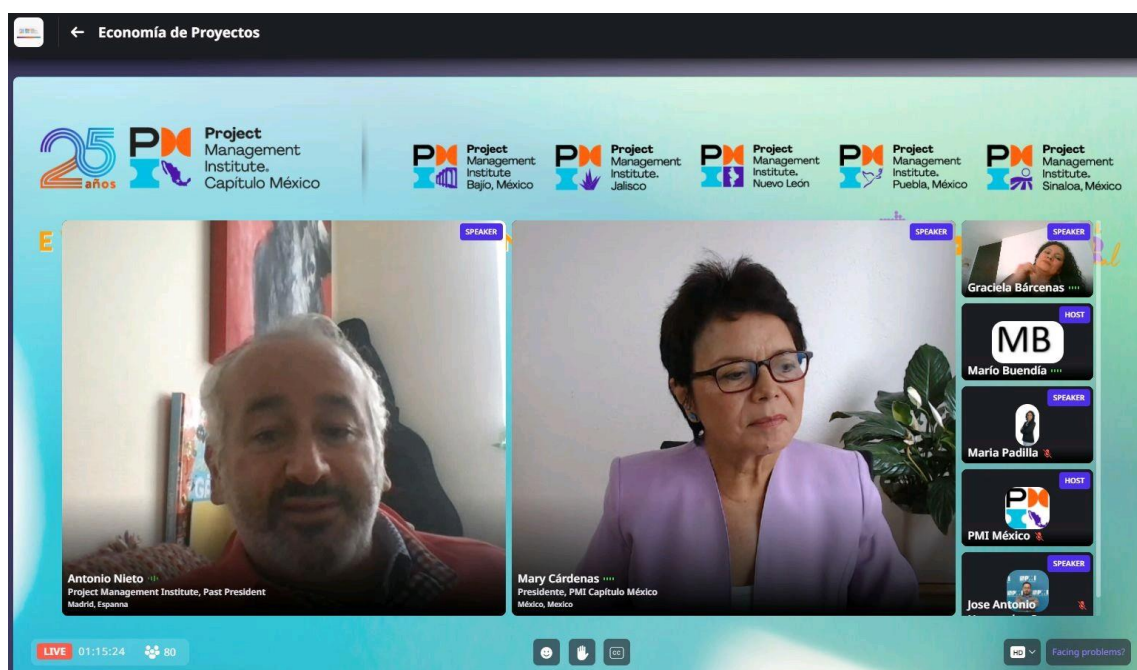 Economía de Proyectos
25
años
Project
Management
Institute.
Capítulo México
Project
Management
Institute
Bajío, México
Project
Management
Institute.
Jalisco
Project
Management
Institute.
Nuevo León
Project
Management
Institute.
Puebla, México
Project
Management
Institute.
Sinaloa, México
SPEAKER
Antonio Nieto
Project Management Institute, Past President
Madrid, Espanna
SPEAKER
Mary Cárdenas
Presidente, PMI Capítulo México
México, Mexico
SPEAKER
Graciela Bárcenas
HOST
MB
Marío Buendía
SPEAKER
Maria Padilla
HOST
PMI México
SPEAKER
Jose Antonio
LIVE 01:15:24 80
CC
HD
Facing problems?